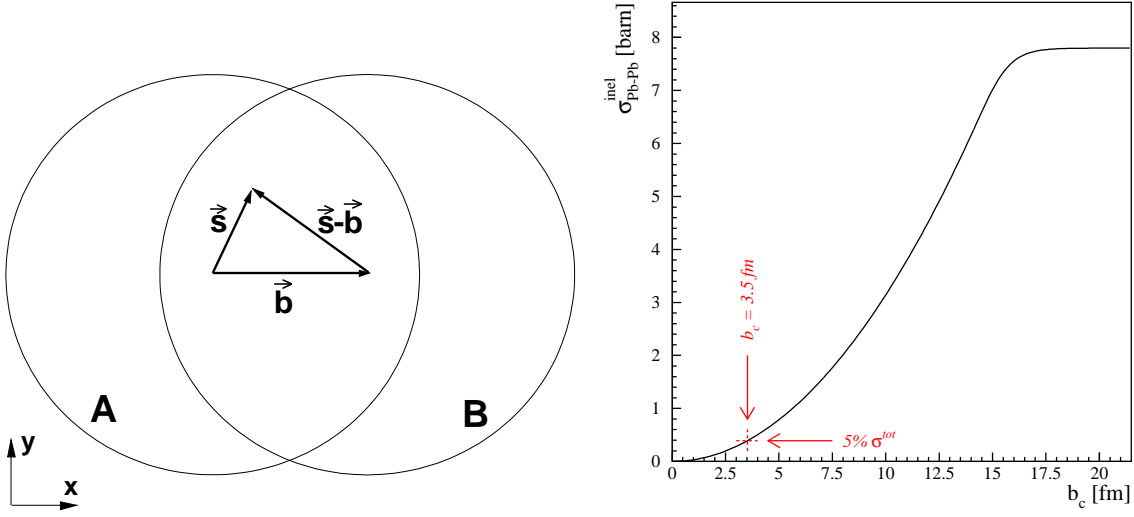 s⃗
s⃗-b⃗
b⃗
A
B
y
x
σ^inel_Pb-Pb [barn]
8
7
6
5
4
3
2
1
0
b_c = 3.5 fm
5% σ^tot
0 2.5 5 7.5 10 12.5 15 17.5 20
b_c [fm]